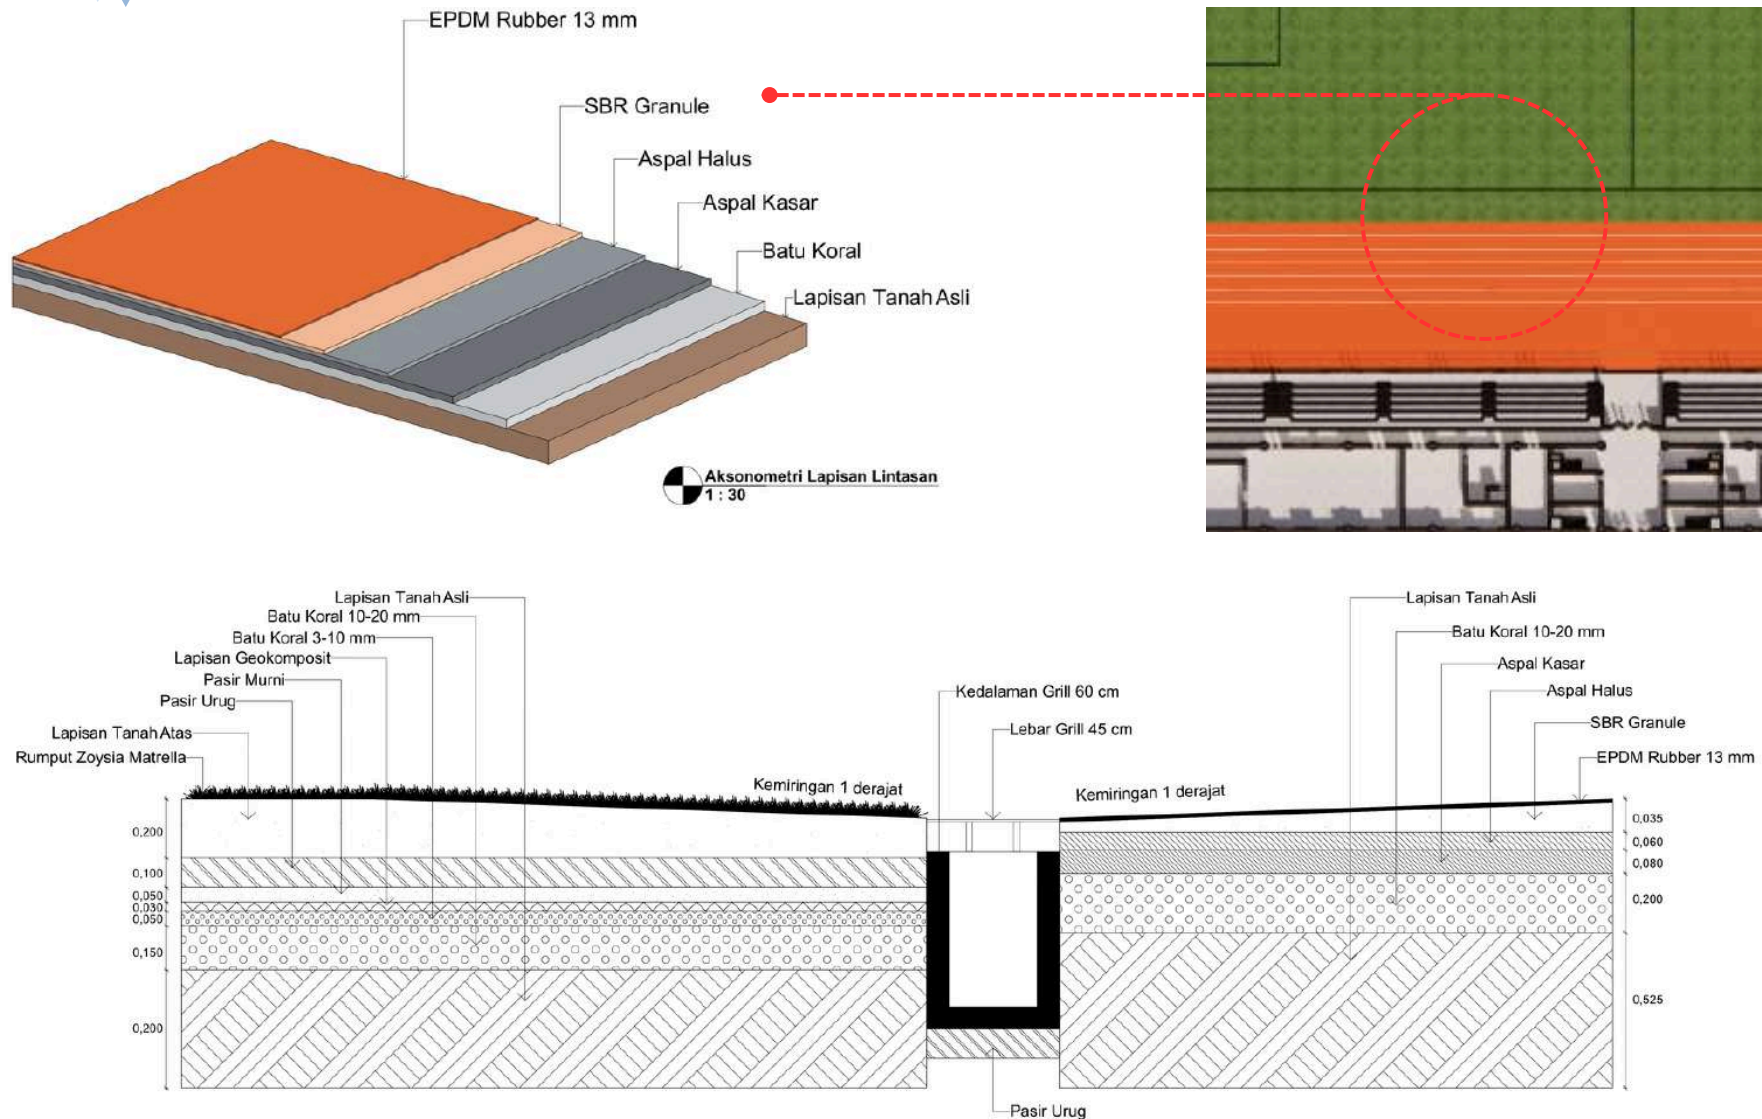 EPDM Rubber 13 mm
SBR Granule
Aspal Halus
Aspal Kasar
Batu Koral
Lapisan Tanah Asli
Aksonometri Lapisan Lintasan
1 : 30
Lapisan Tanah Asli
Batu Koral 10-20 mm
Batu Koral 3-10 mm
Lapisan Geokomposit
Pasir Murni
Pasir Urug
Lapisan Tanah Atas
Rumput Zoysia Matrella
Kemiringan 1 derajat
0,200
0,100
0,050
0,030
0,050
0,150
0,200
Kedalaman Grill 60 cm
Lebar Grill 45 cm
Pasir Urug
Lapisan Tanah Asli
Batu Koral 10-20 mm
Aspal Kasar
Aspal Halus
SBR Granule
EPDM Rubber 13 mm
Kemiringan 1 derajat
0,035
0,060
0,080
0,200
0,525